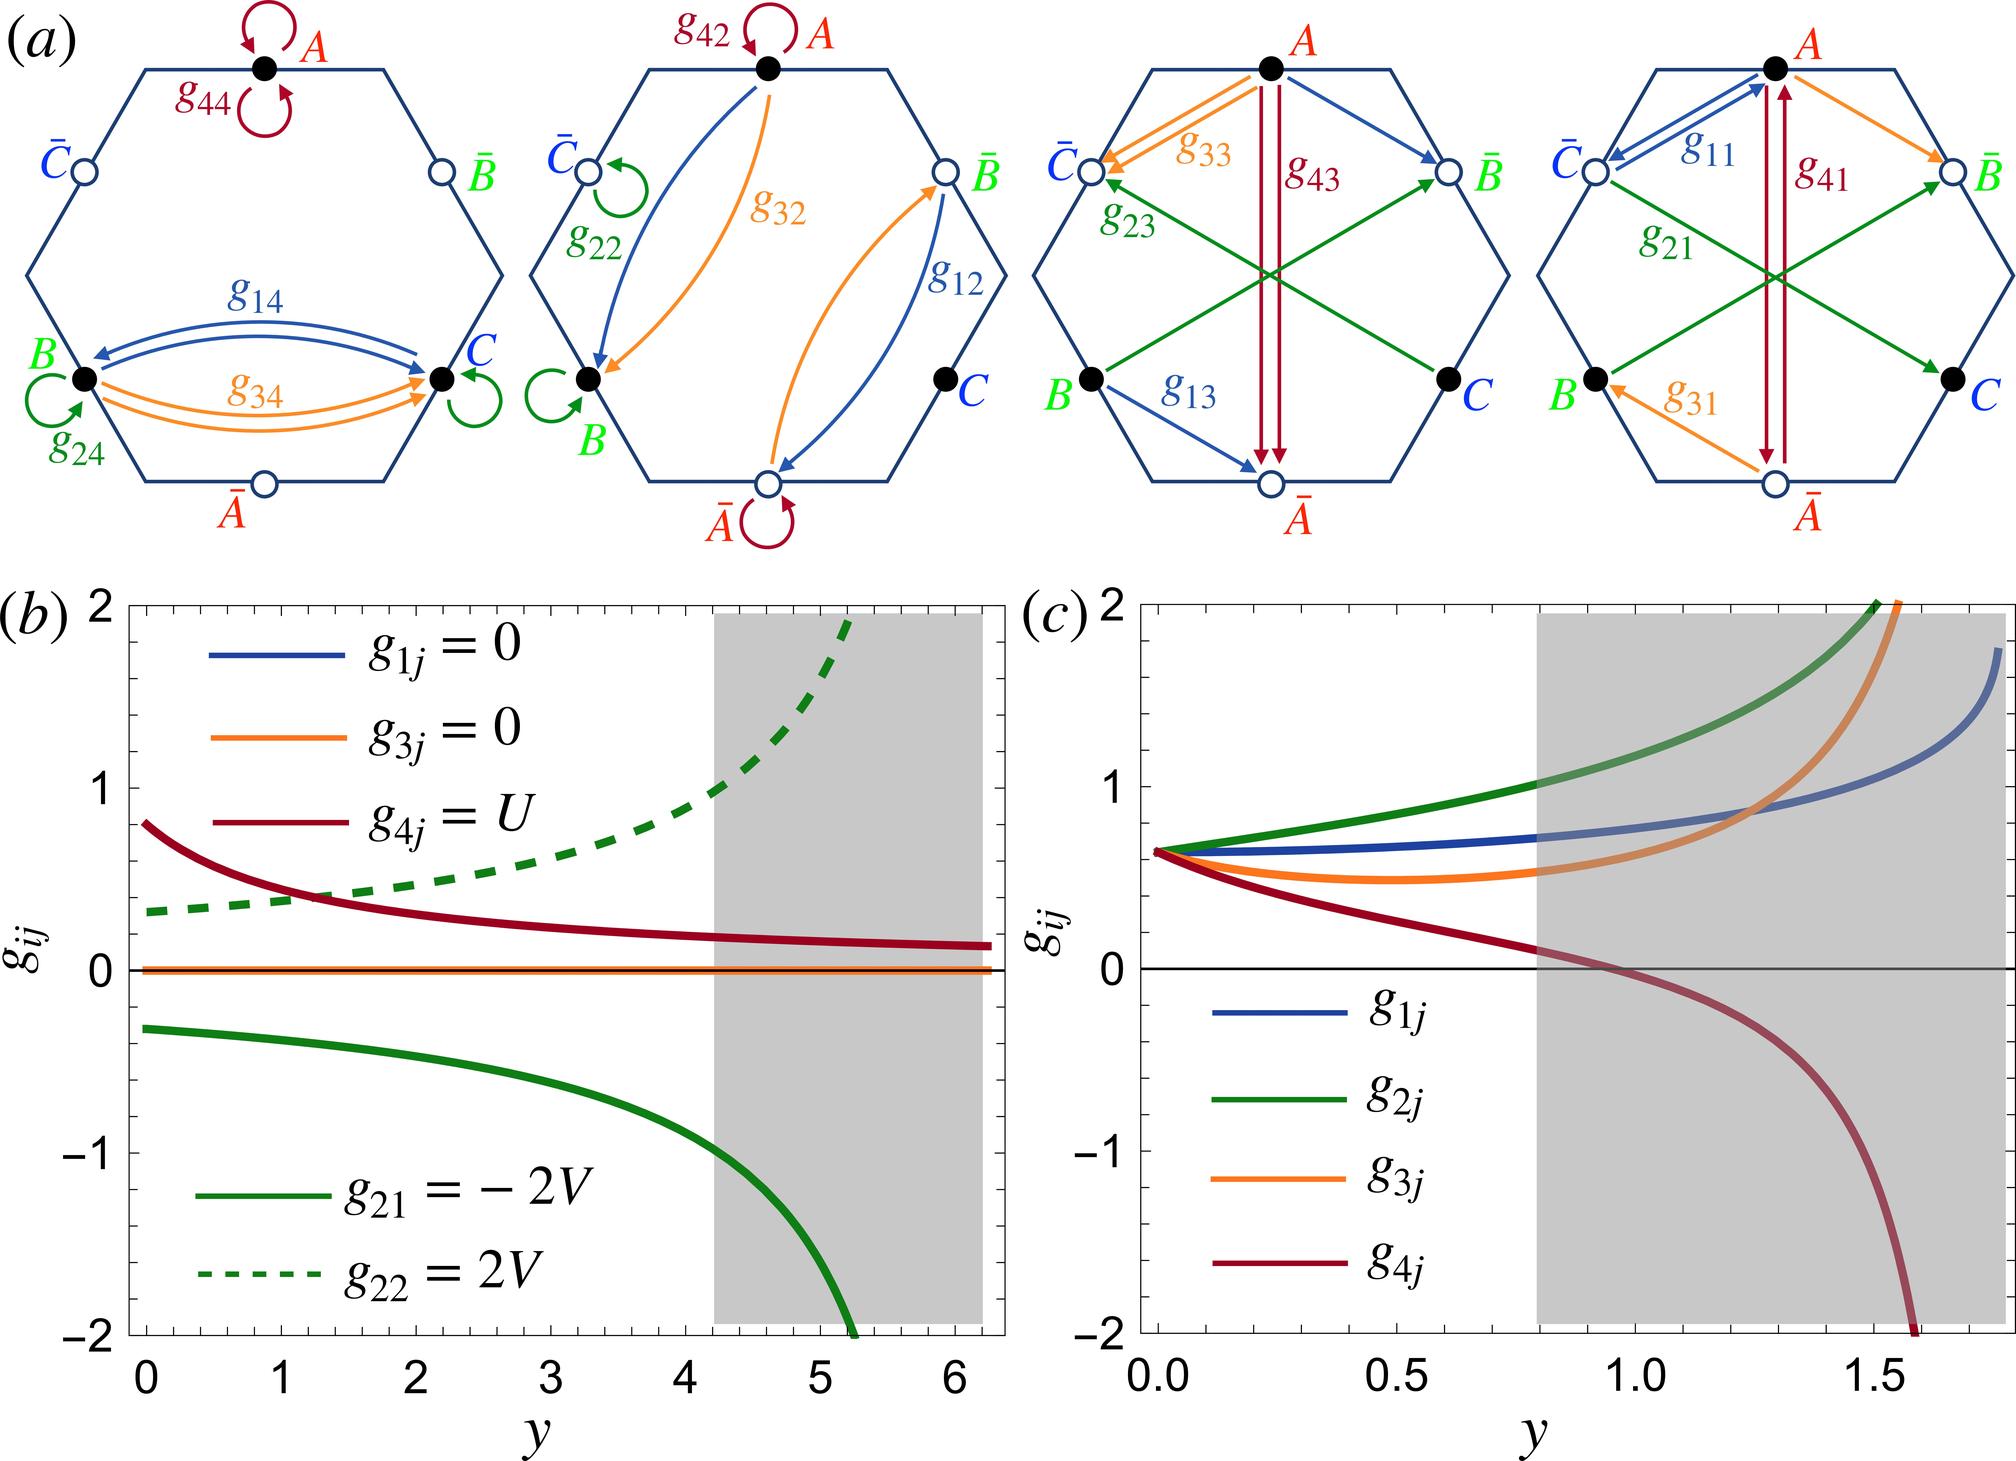 (a)
A
g44
C̄
B̄
g14
B
C
g34
g24
Ā
g42
A
C̄
B̄
g32
g22
g12
C
B
Ā
A
g33
C̄
g43
B̄
g23
g13
B
C
Ā
A
g11
C̄
g41
B̄
g21
g31
B
C
Ā
(b)
g1j = 0
g3j = 0
g4j = U
g21 = − 2V
g22 = 2V
2
1
0
−1
−2
gij
0 1 2 3 4 5 6
y
(c)
2
1
0
−1
−2
gij
g1j
g2j
g3j
g4j
0.0 0.5 1.0 1.5
y